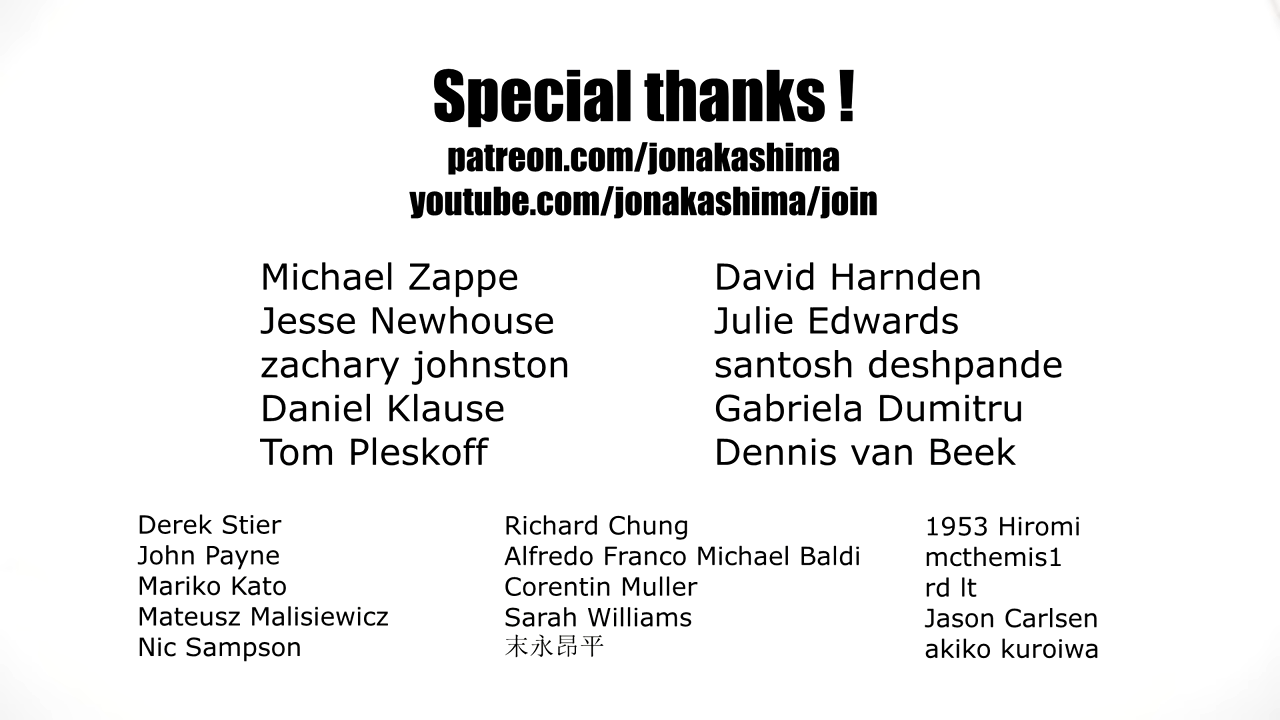 Special thanks !
patreon.com/jonakashima
youtube.com/jonakashima/join
Michael Zappe
Jesse Newhouse
zachary johnston
Daniel Klause
Tom Pleskoff
David Harnden
Julie Edwards
santosh deshpande
Gabriela Dumitru
Dennis van Beek
Derek Stier
John Payne
Mariko Kato
Mateusz Malisiewicz
Nic Sampson
Richard Chung
Alfredo Franco Michael Baldi
Corentin Muller
Sarah Williams
末永昂平
1953 Hiromi
mcthemis1
rd lt
Jason Carlsen
akiko kuroiwa